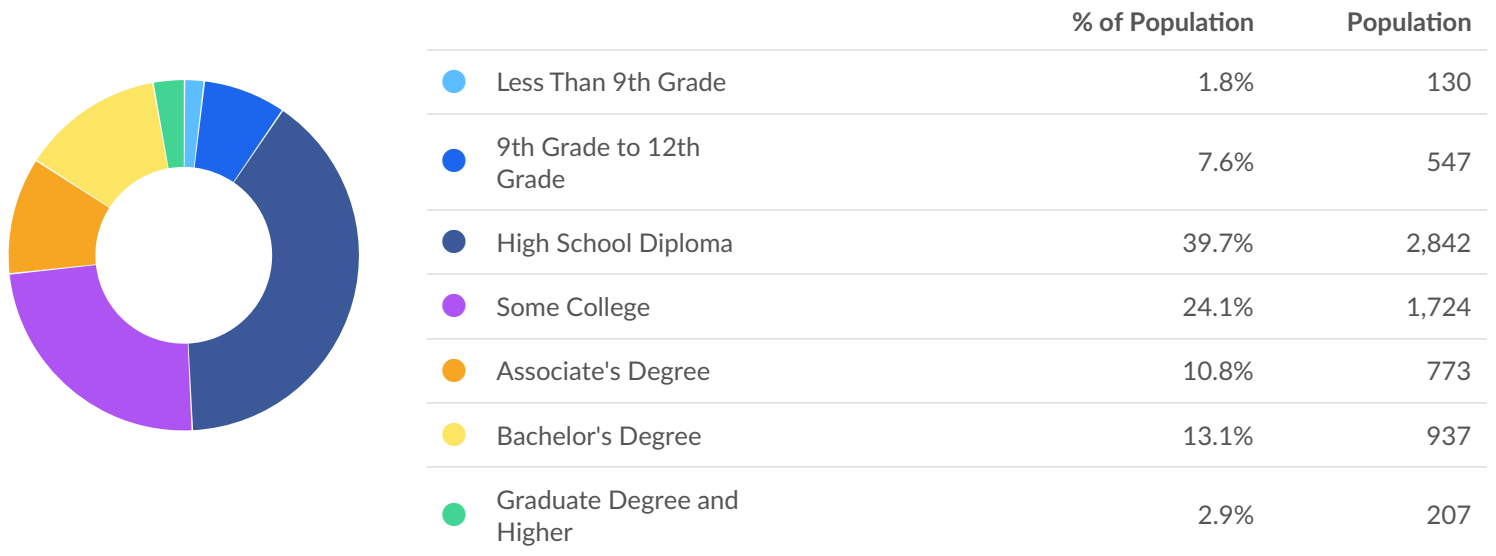 % of Population Population
Less Than 9th Grade 1.8% 130
9th Grade to 12th
Grade 7.6% 547
High School Diploma 39.7% 2,842
Some College 24.1% 1,724
Associate's Degree 10.8% 773
Bachelor's Degree 13.1% 937
Graduate Degree and
Higher 2.9% 207